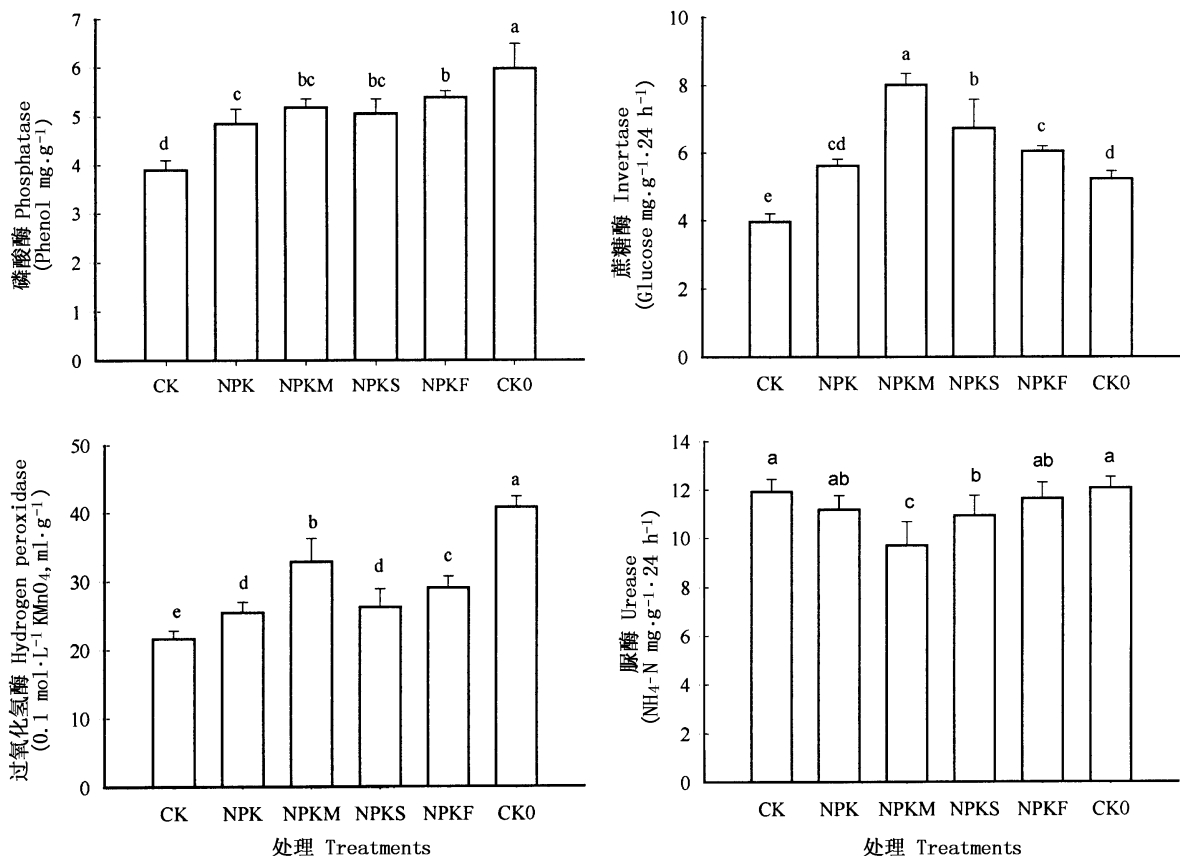 磷酸酶 Phosphatase
(Phenol mg.g⁻¹)
7
6
5
4
3
2
1
0
d
c
bc
bc
b
a
CK NPK NPKM NPKS NPKF CK0
蔗糖酶 Invertase
(Glucose mg.g⁻¹·24 h⁻¹)
10
8
6
4
2
0
e
cd
a
b
c
d
CK NPK NPKM NPKS NPKF CK0
过氧化氢酶 Hydrogen peroxidase
(0.1 mol·L⁻¹ KMnO₄, ml·g⁻¹)
50
40
30
20
10
0
e
d
b
d
c
a
CK NPK NPKM NPKS NPKF CK0
处理 Treatments
脲酶 Urease
(NH₄-N mg·g⁻¹·24 h⁻¹)
14
12
10
8
6
4
2
0
a
ab
c
b
ab
a
CK NPK NPKM NPKS NPKF CK0
处理 Treatments